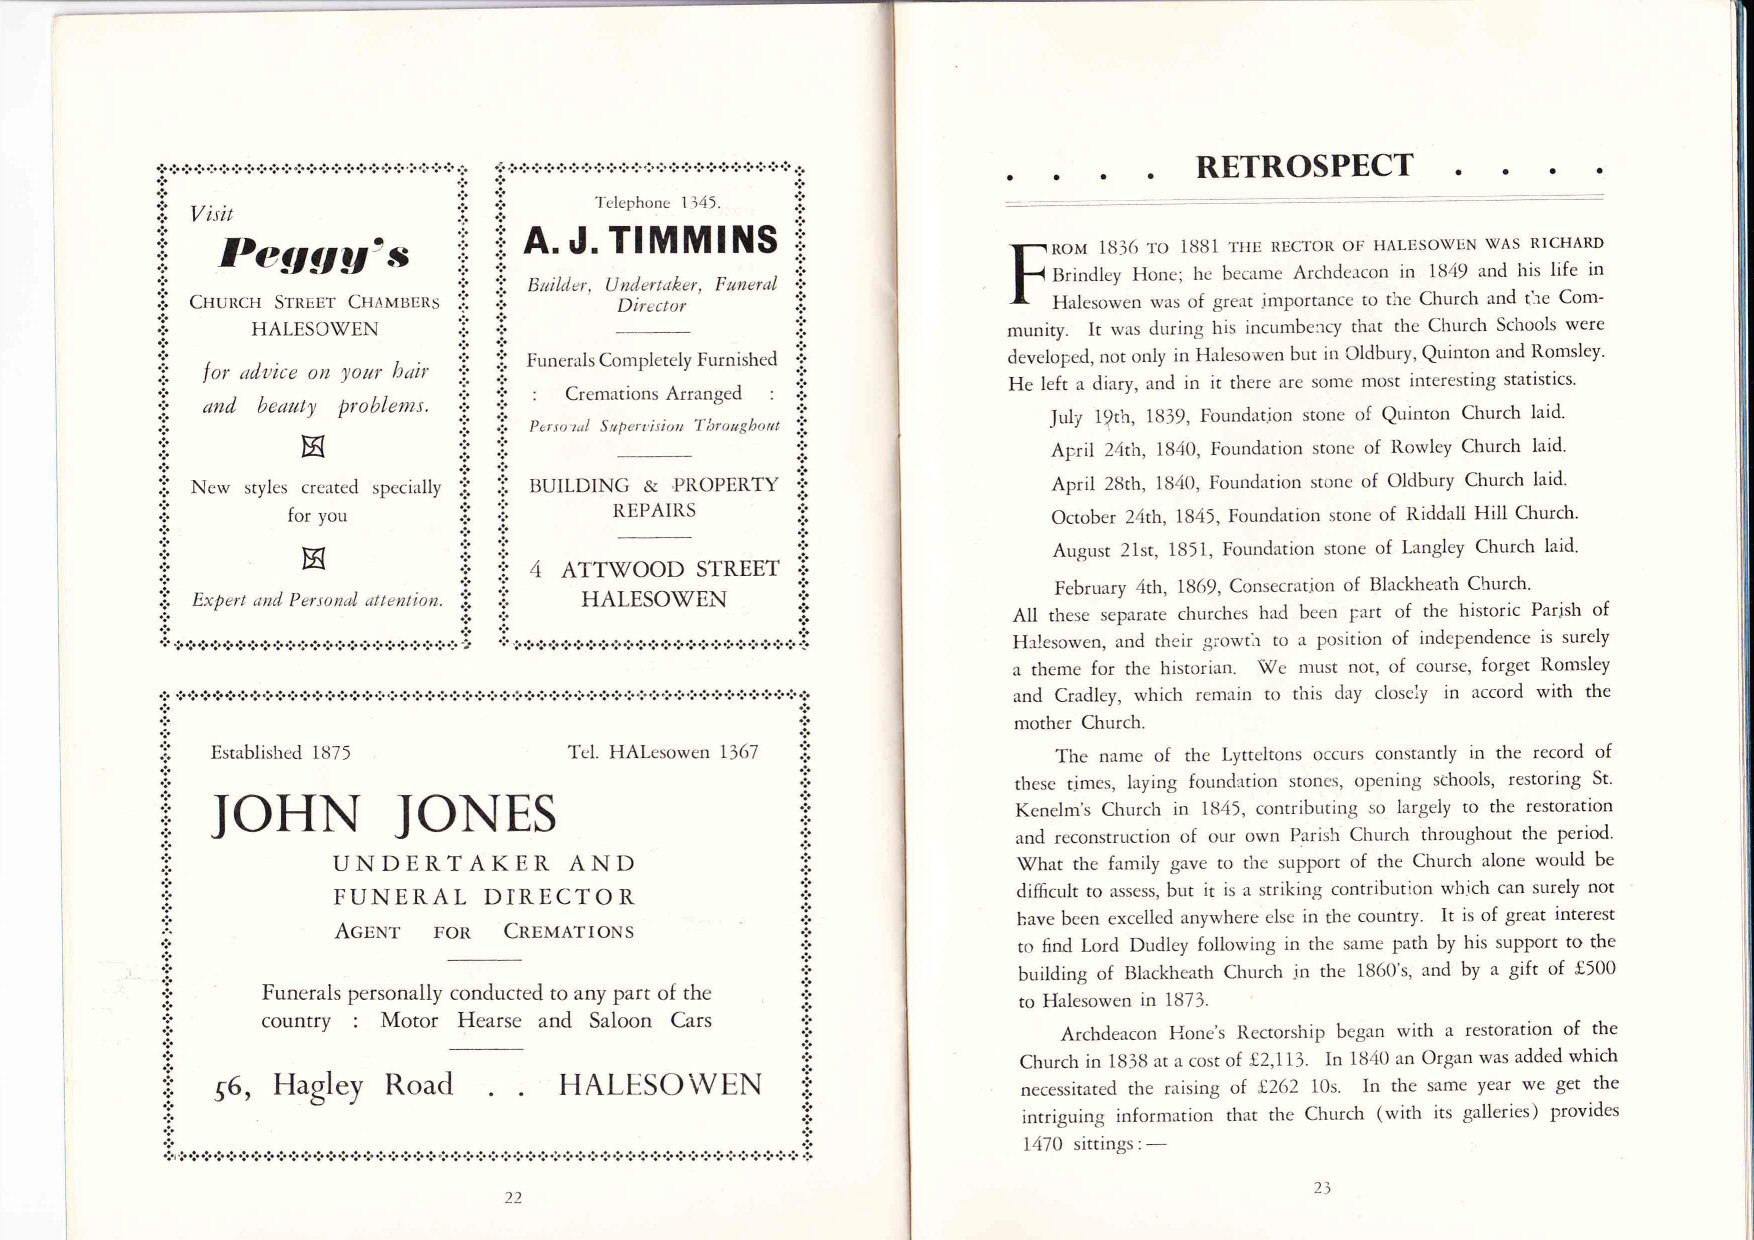 Visit
Peggy's
CHURCH STREET CHAMBERS
HALESOWEN
for advice on your hair
and beauty problems.
New styles created specially
for you
Expert and Personal attention.
Telephone 1345.
A. J. TIMMINS
Builder, Undertaker, Funeral
Director
Funerals Completely Furnished
: Cremations Arranged :
Personal Supervision Throughout
BUILDING & PROPERTY
REPAIRS
4 ATTWOOD STREET
HALESOWEN
Established 1875 Tel. HALesowen 1367
JOHN JONES
UNDERTAKER AND
FUNERAL DIRECTOR
AGENT FOR CREMATIONS
Funerals personally conducted to any part of the
country : Motor Hearse and Saloon Cars
56, Hagley Road . . HALESOWEN
22
. . . . RETROSPECT . . . .
FROM 1836 TO 1881 THE RECTOR OF HALESOWEN WAS RICHARD
Brindley Hone; he became Archdeacon in 1849 and his life in
Halesowen was of great importance to the Church and the Com-
munity. It was during his incumbency that the Church Schools were
developed, not only in Halesowen but in Oldbury, Quinton and Romsley.
He left a diary, and in it there are some most interesting statistics.
July 19th, 1839, Foundation stone of Quinton Church laid.
April 24th, 1840, Foundation stone of Rowley Church laid.
April 28th, 1840, Foundation stone of Oldbury Church laid.
October 24th, 1845, Foundation stone of Riddall Hill Church.
August 21st, 1851, Foundation stone of Langley Church laid.
February 4th, 1869, Consecration of Blackheath Church.
All these separate churches had been part of the historic Parish of
Halesowen, and their growth to a position of independence is surely
a theme for the historian. We must not, of course, forget Romsley
and Cradley, which remain to this day closely in accord with the
mother Church.
The name of the Lytteltons occurs constantly in the record of
these times, laying foundation stones, opening schools, restoring St.
Kenelm's Church in 1845, contributing so largely to the restoration
and reconstruction of our own Parish Church throughout the period.
What the family gave to the support of the Church alone would be
difficult to assess, but it is a striking contribution which can surely not
have been excelled anywhere else in the country. It is of great interest
to find Lord Dudley following in the same path by his support to the
building of Blackheath Church in the 1860's, and by a gift of £500
to Halesowen in 1873.
Archdeacon Hone's Rectorship began with a restoration of the
Church in 1838 at a cost of £2,113. In 1840 an Organ was added which
necessitated the raising of £262 10s. In the same year we get the
intriguing information that the Church (with its galleries) provides
1470 sittings:—
23